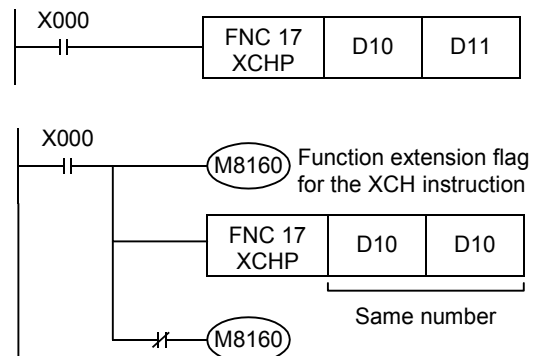 X000
FNC 17
XCHP
D10
D11
X000
M8160
Function extension flag
for the XCH instruction
FNC 17
XCHP
D10
D10
Same number
M8160